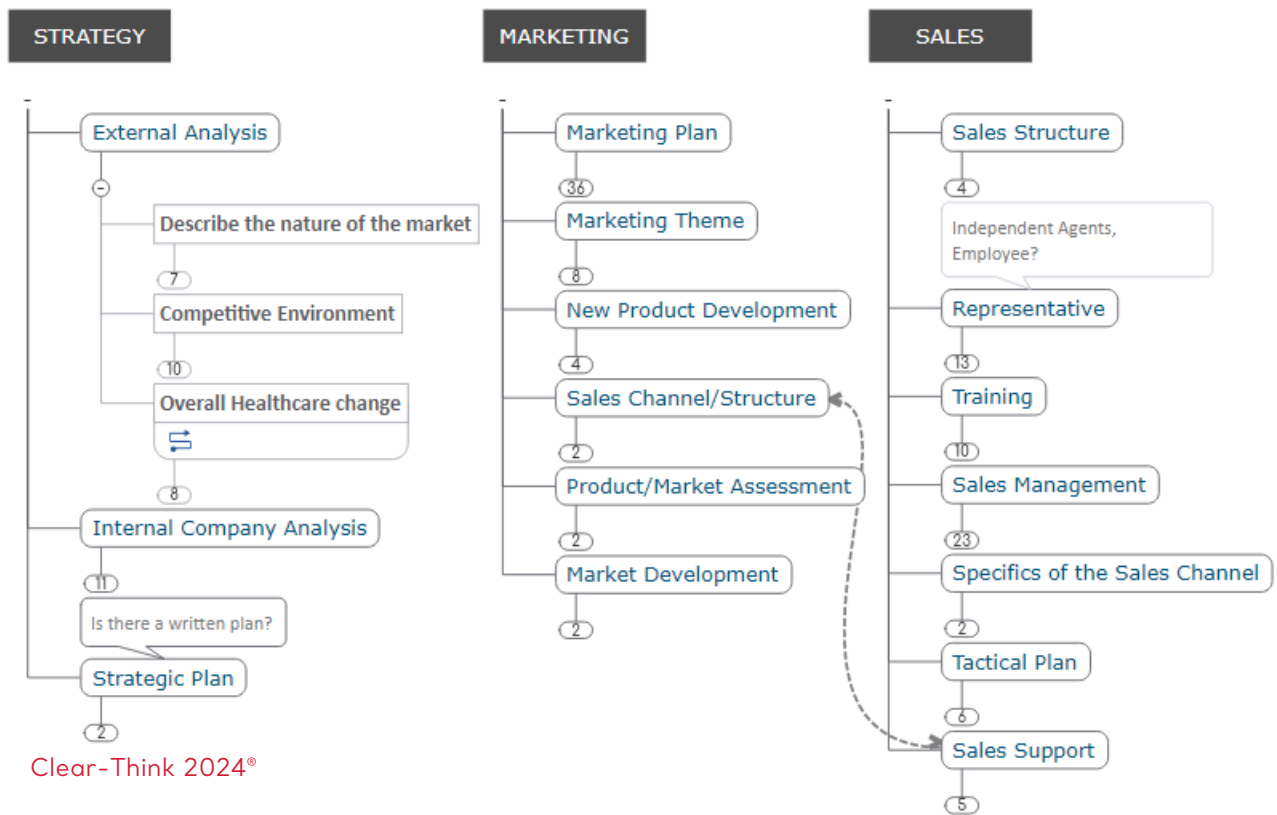 STRATEGY
External Analysis
−
Describe the nature of the market
7
Competitive Environment
10
Overall Healthcare change
8
Internal Company Analysis
11
Is there a written plan?
Strategic Plan
2
Clear-Think 2024®
MARKETING
Marketing Plan
36
Marketing Theme
8
New Product Development
4
Sales Channel/Structure
2
Product/Market Assessment
2
Market Development
2
SALES
Sales Structure
4
Independent Agents,
Employee?
Representative
13
Training
10
Sales Management
23
Specifics of the Sales Channel
2
Tactical Plan
6
Sales Support
5